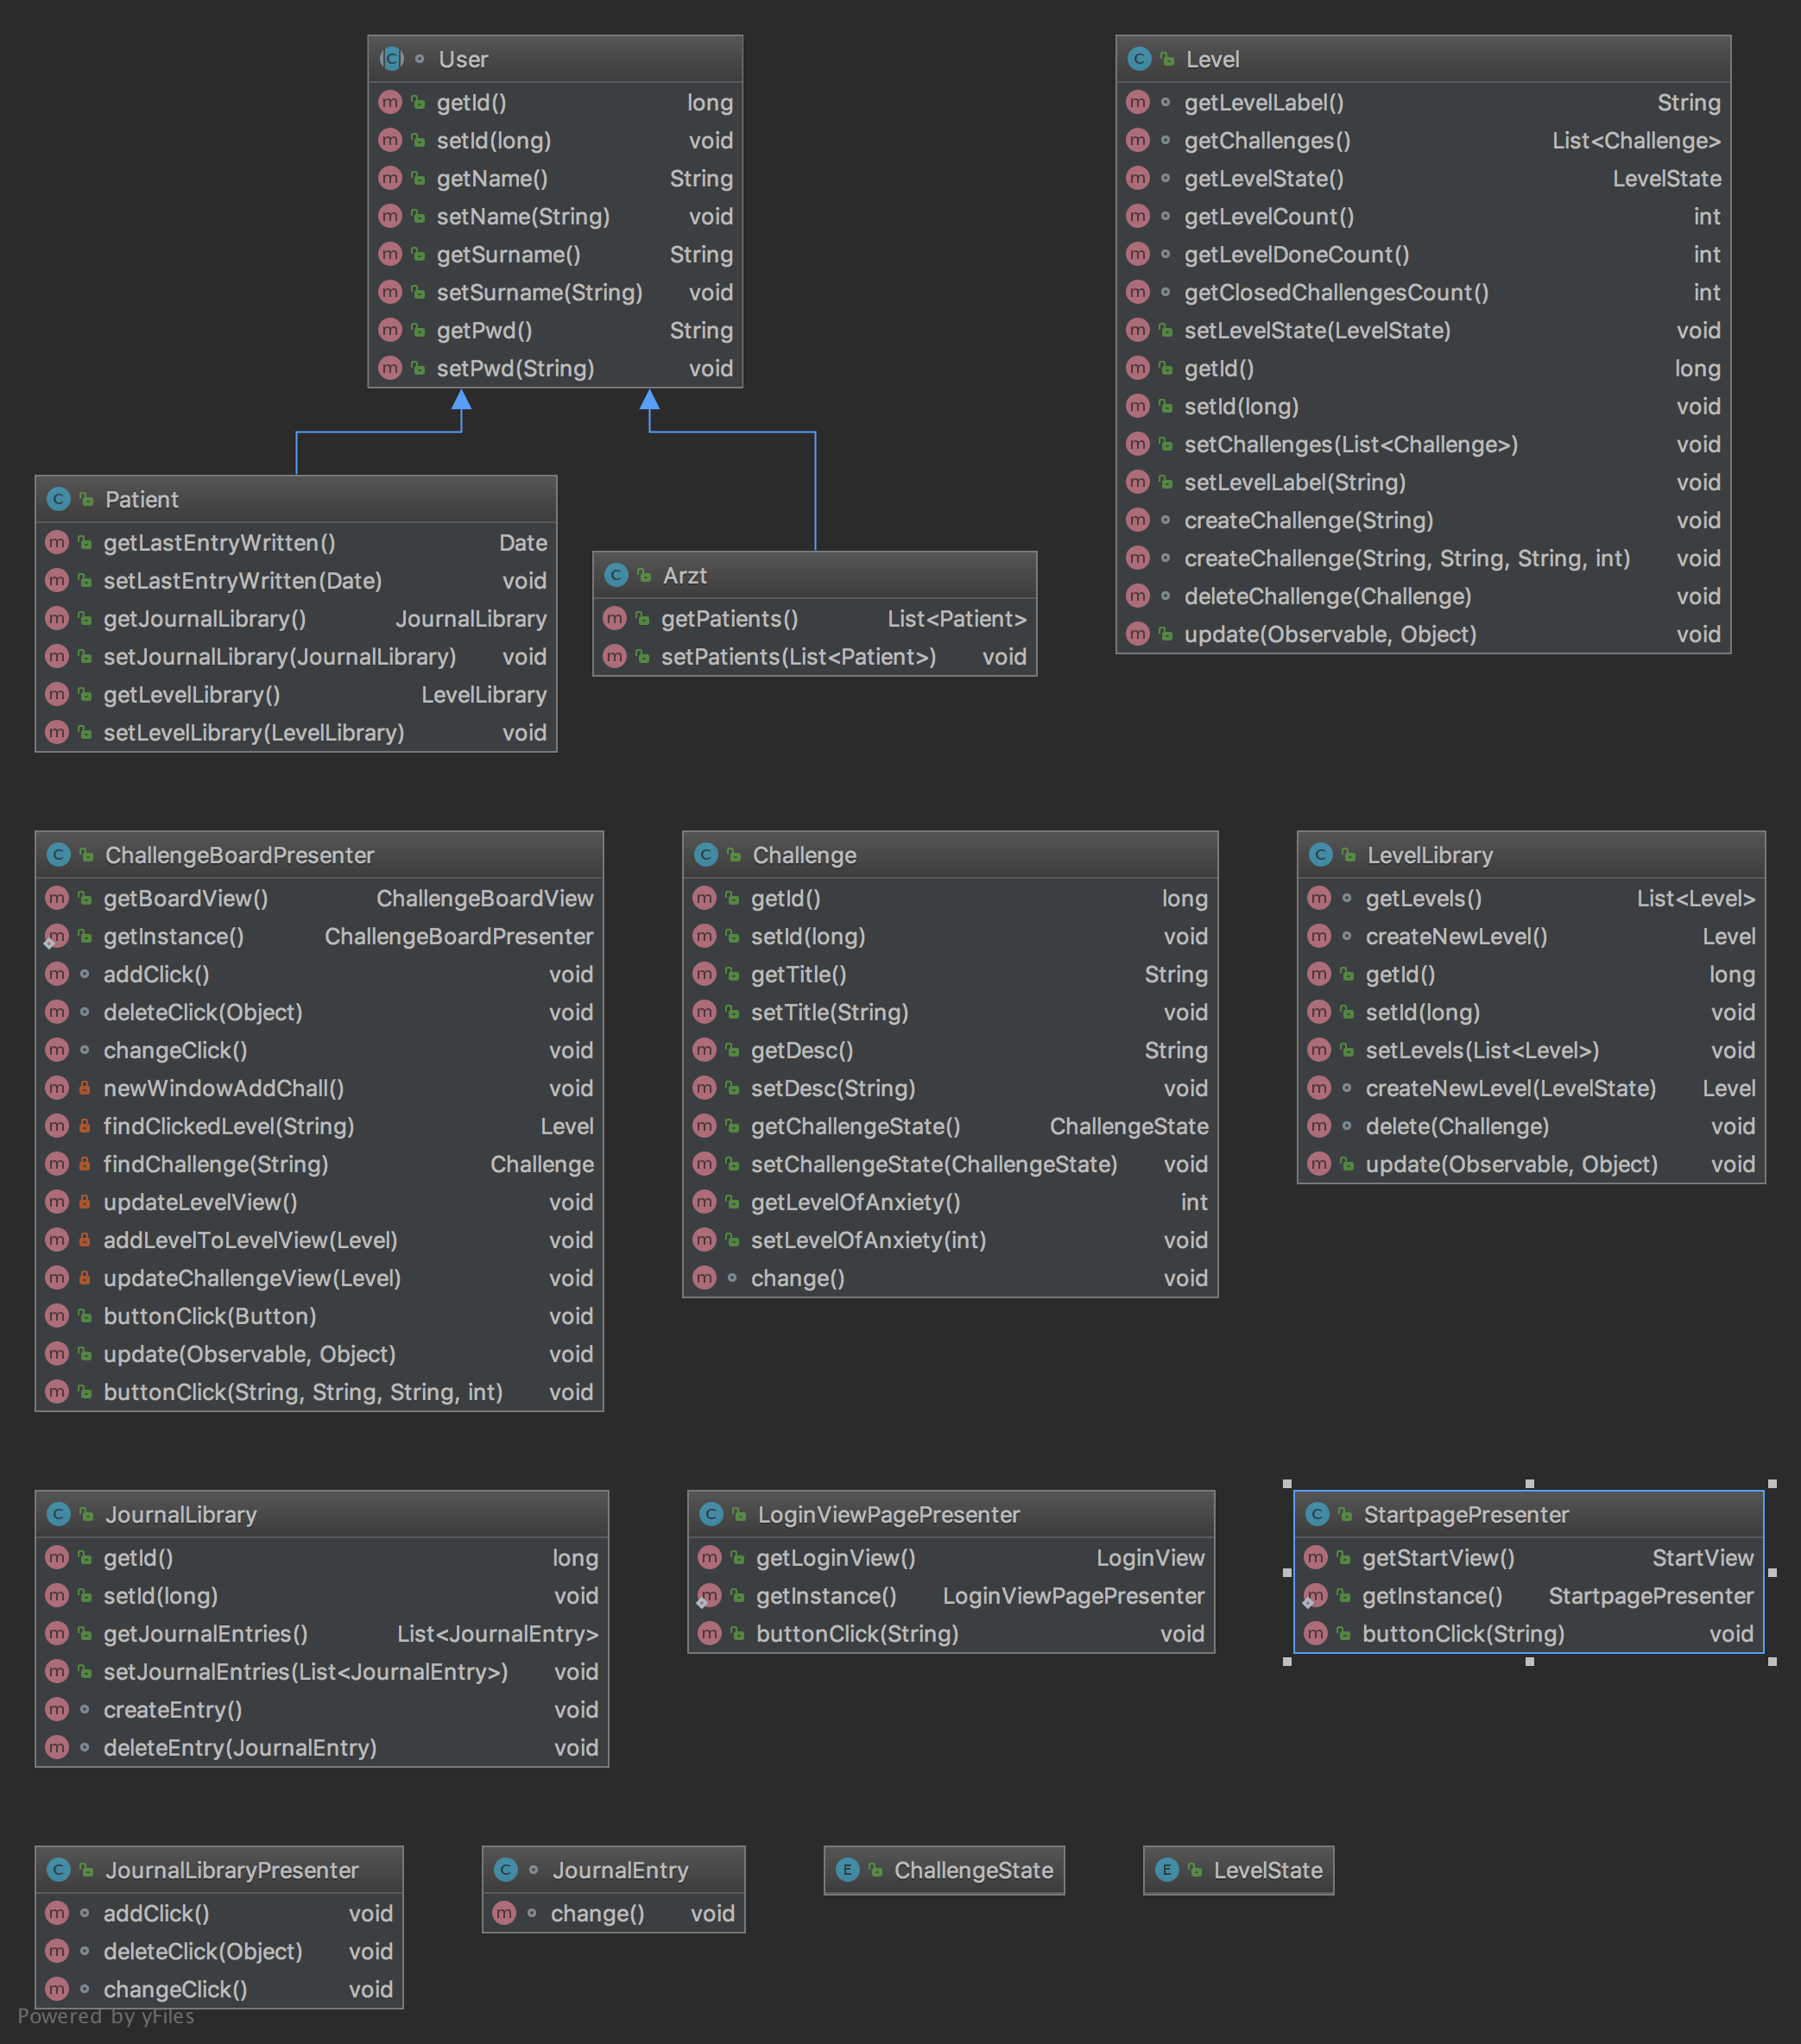 User
getId() long
setId(long) void
getName() String
setName(String) void
getSurname() String
setSurname(String) void
getPwd() String
setPwd(String) void
Level
getLevelLabel() String
getChallenges() List<Challenge>
getLevelState() LevelState
getLevelCount() int
getLevelDoneCount() int
getClosedChallengesCount() int
setLevelState(LevelState) void
getId() long
setId(long) void
setChallenges(List<Challenge>) void
setLevelLabel(String) void
createChallenge(String) void
createChallenge(String, String, String, int) void
deleteChallenge(Challenge) void
update(Observable, Object) void
Patient
getLastEntryWritten() Date
setLastEntryWritten(Date) void
getJournalLibrary() JournalLibrary
setJournalLibrary(JournalLibrary) void
getLevelLibrary() LevelLibrary
setLevelLibrary(LevelLibrary) void
Arzt
getPatients() List<Patient>
setPatients(List<Patient>) void
ChallengeBoardPresenter
getBoardView() ChallengeBoardView
getInstance() ChallengeBoardPresenter
addClick() void
deleteClick(Object) void
changeClick() void
newWindowAddChall() void
findClickedLevel(String) Level
findChallenge(String) Challenge
updateLevelView() void
addLevelToLevelView(Level) void
updateChallengeView(Level) void
buttonClick(Button) void
update(Observable, Object) void
buttonClick(String, String, String, int) void
Challenge
getId() long
setId(long) void
getTitle() String
setTitle(String) void
getDesc() String
setDesc(String) void
getChallengeState() ChallengeState
setChallengeState(ChallengeState) void
getLevelOfAnxiety() int
setLevelOfAnxiety(int) void
change() void
LevelLibrary
getLevels() List<Level>
createNewLevel() Level
getId() long
setId(long) void
setLevels(List<Level>) void
createNewLevel(LevelState) Level
delete(Challenge) void
update(Observable, Object) void
JournalLibrary
getId() long
setId(long) void
getJournalEntries() List<JournalEntry>
setJournalEntries(List<JournalEntry>) void
createEntry() void
deleteEntry(JournalEntry) void
LoginViewPagePresenter
getLoginView() LoginView
getInstance() LoginViewPagePresenter
buttonClick(String) void
StartpagePresenter
getStartView() StartView
getInstance() StartpagePresenter
buttonClick(String) void
JournalLibraryPresenter
addClick() void
deleteClick(Object) void
changeClick() void
JournalEntry
change() void
ChallengeState
LevelState
Powered by yFiles